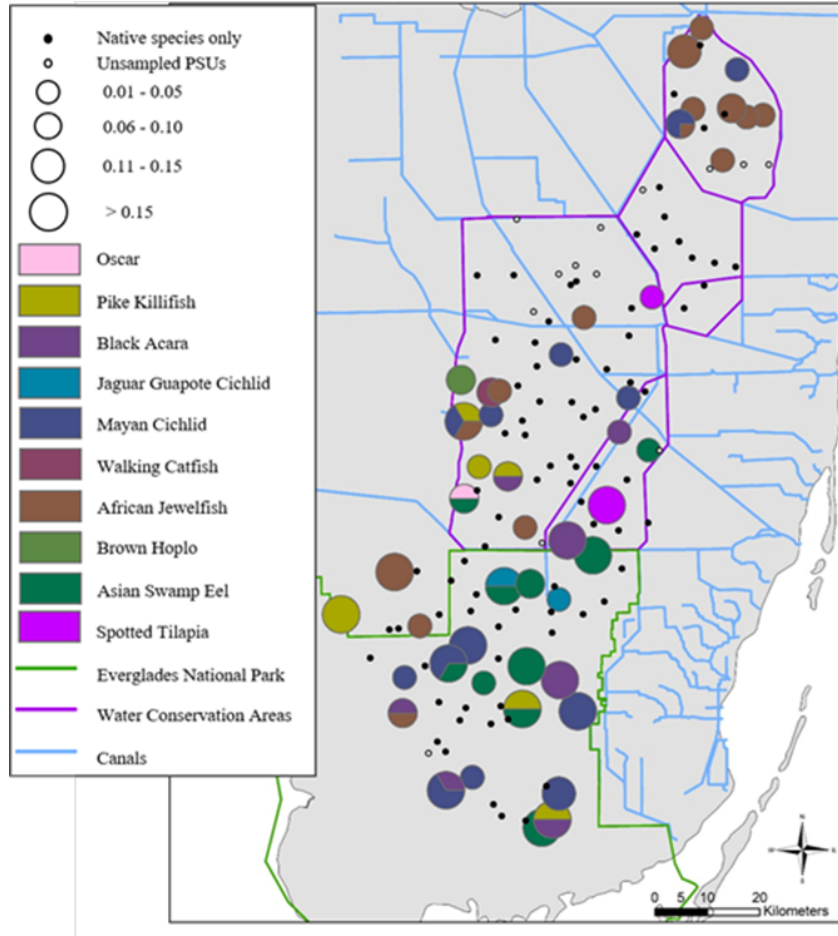 Native species only
Unsampled PSUs
0.01 - 0.05
0.06 - 0.10
0.11 - 0.15
> 0.15
Oscar
Pike Killifish
Black Acara
Jaguar Guapote Cichlid
Mayan Cichlid
Walking Catfish
African Jewelfish
Brown Hoplo
Asian Swamp Eel
Spotted Tilapia
Everglades National Park
Water Conservation Areas
Canals
N
W E
S
0 5 10 20
Kilometers